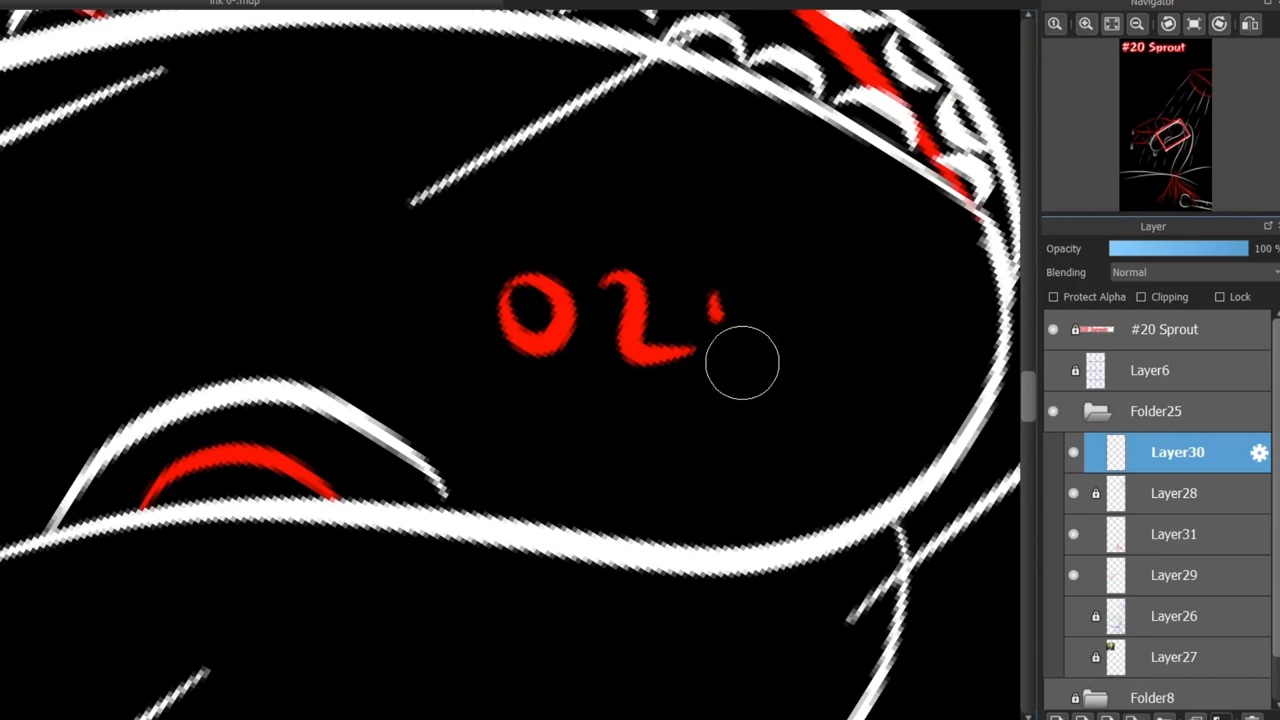 ink 6-.mdp
Navigator
#20 Sprout
Layer
Opacity 100 %
Blending Normal
Protect Alpha Clipping Lock
#20 Sprout
Layer6
Folder25
Layer30
Layer28
Layer31
Layer29
Layer26
Layer27
Folder8
02